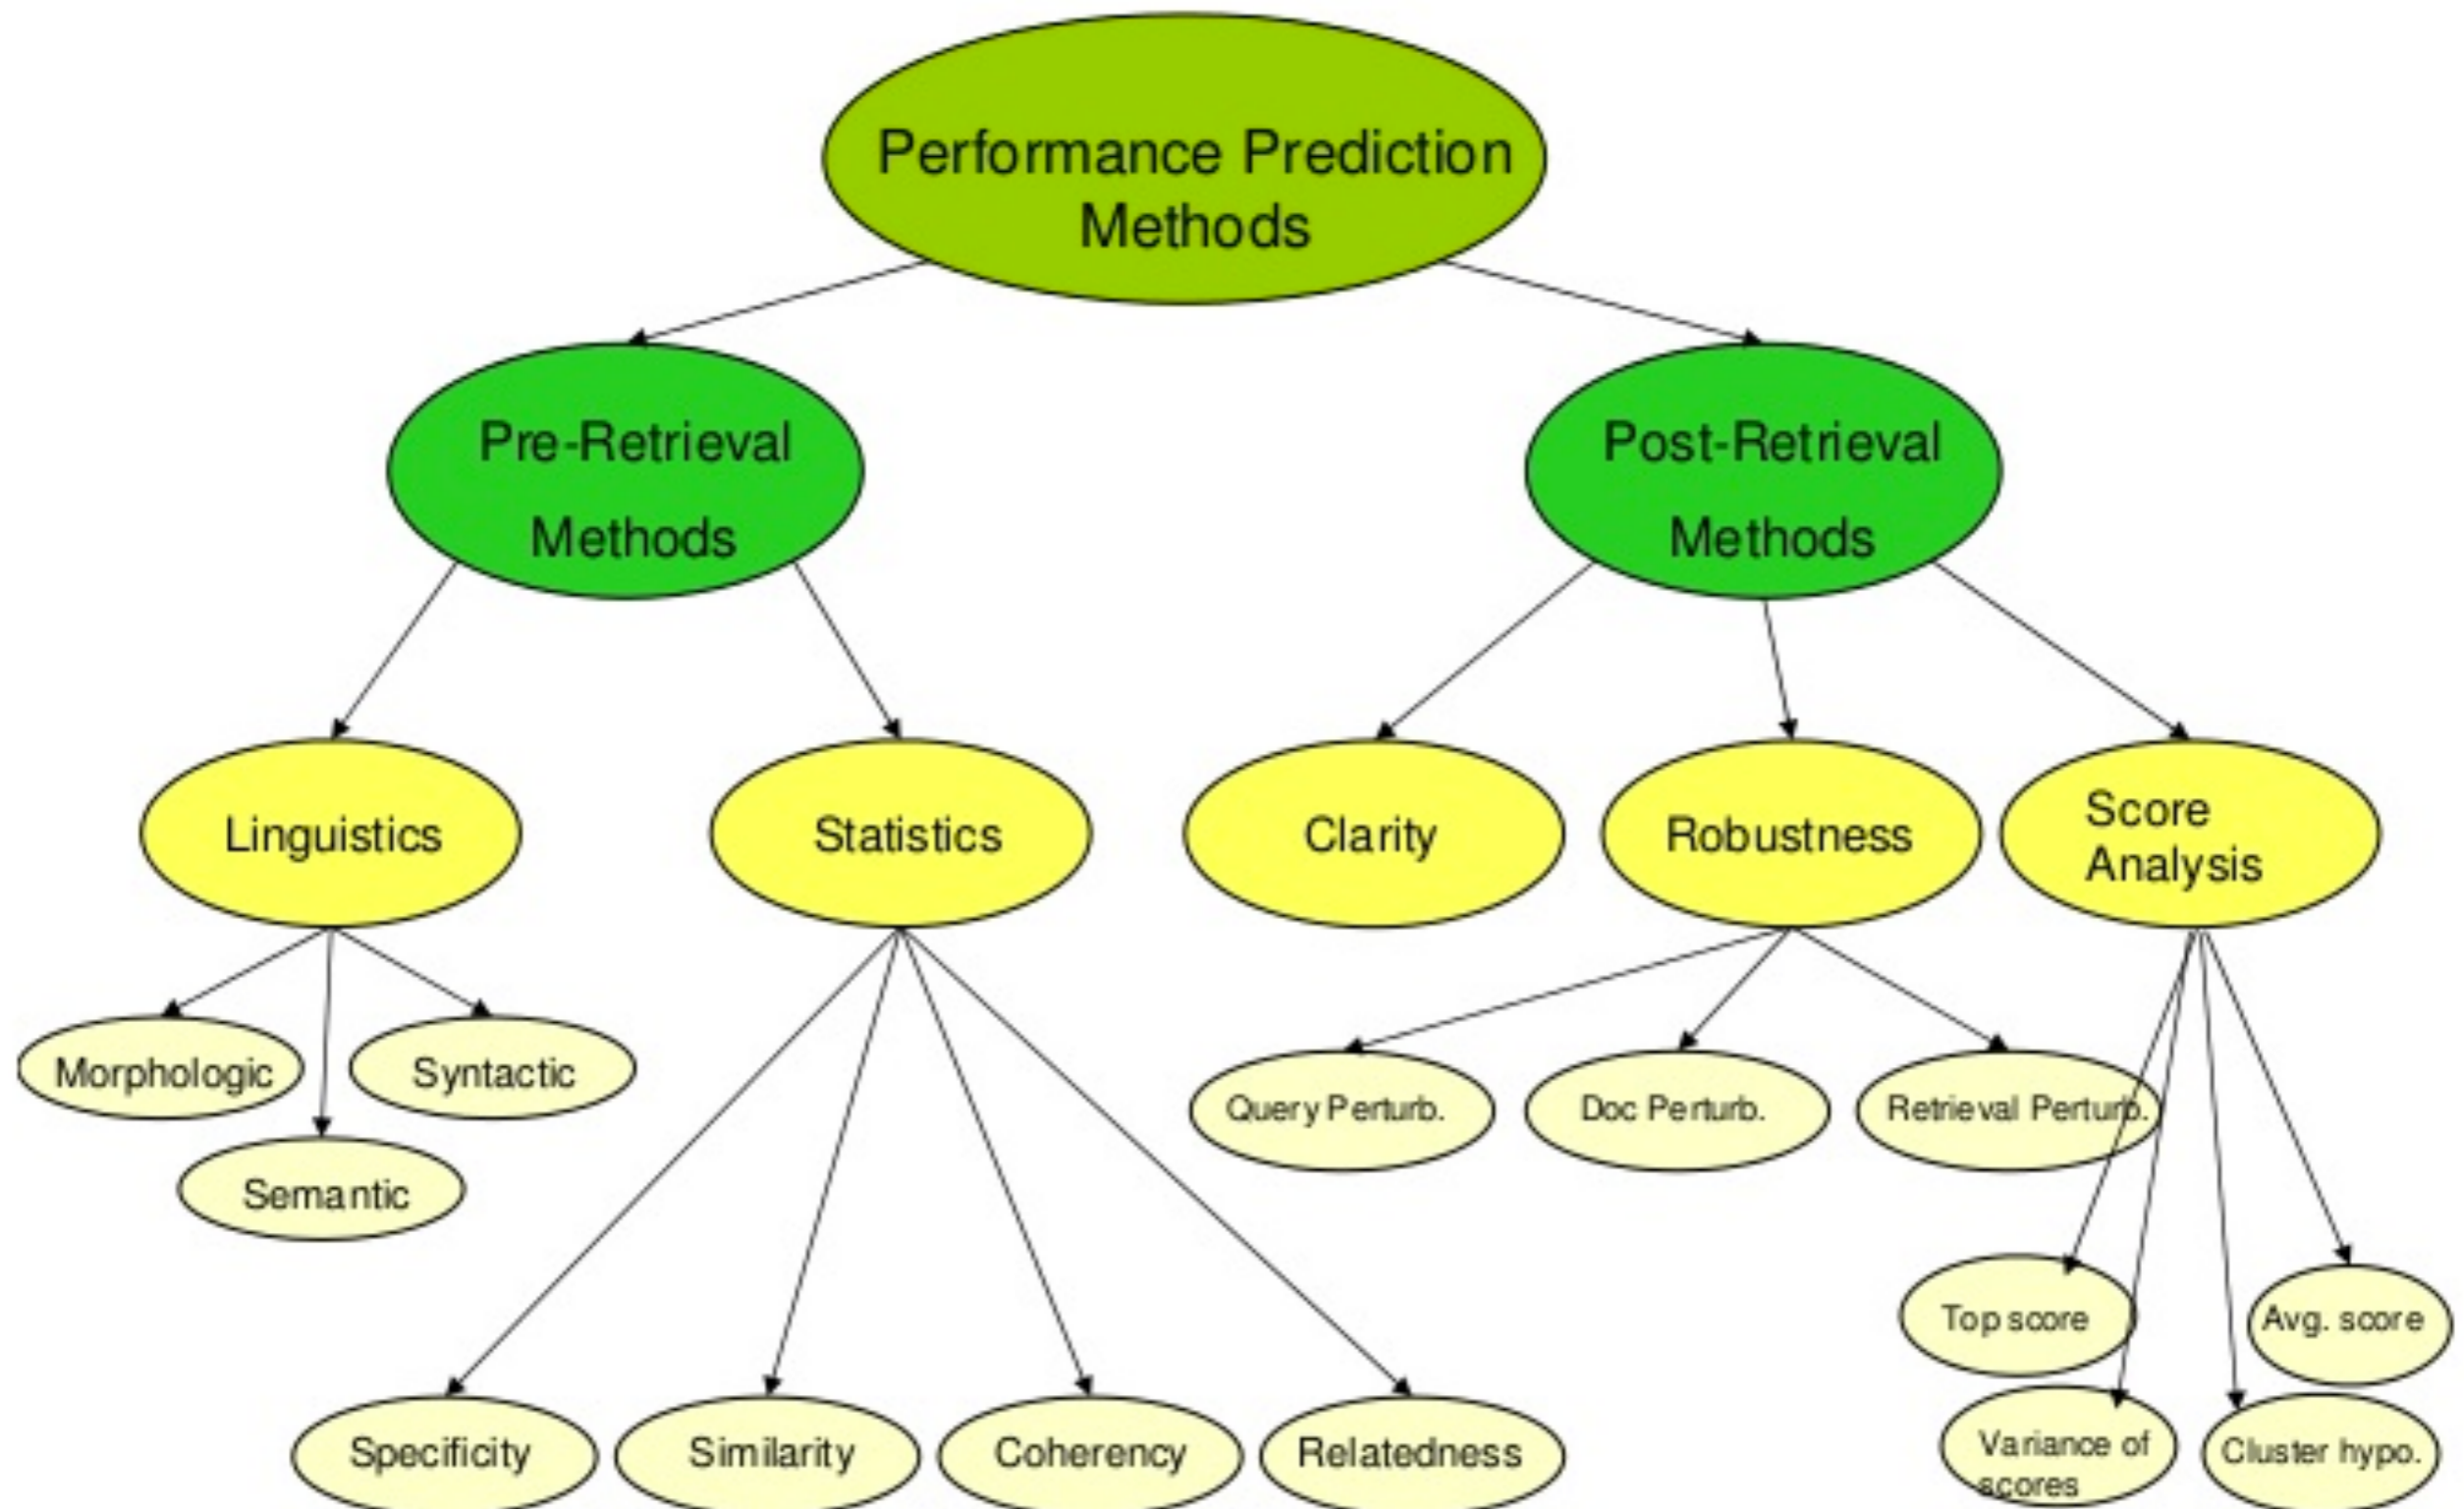 Performance Prediction
Methods
Pre-Retrieval
Methods
Post-Retrieval
Methods
Linguistics
Statistics
Clarity
Robustness
Score
Analysis
Morphologic
Syntactic
Semantic
Query Perturb.
Doc Perturb.
Retrieval Perturb.
Top score
Avg. score
Specificity
Similarity
Coherency
Relatedness
Variance of
scores
Cluster hypo.